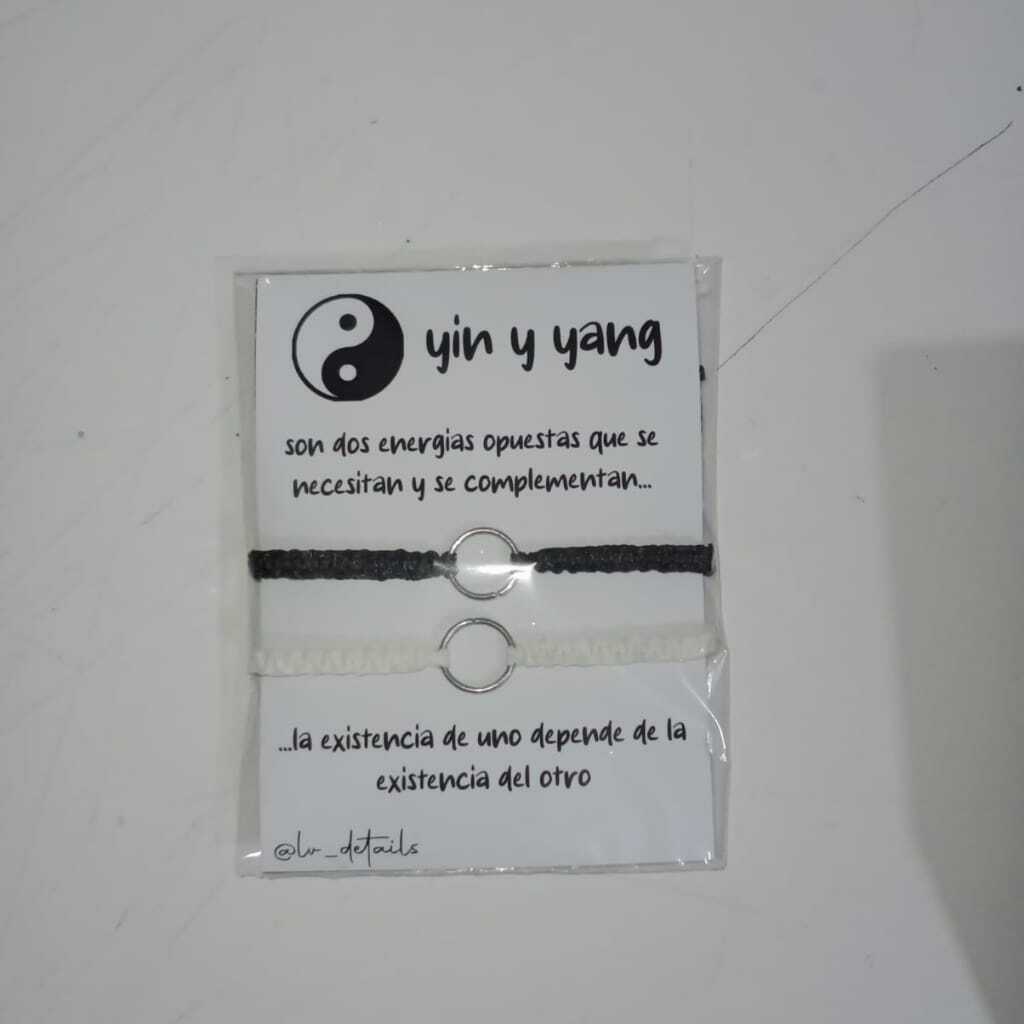 yin y yang
son dos energias opuestas que se
necesitan y se complementan...
...la existencia de uno depende de la
existencia del otro
@lv_details